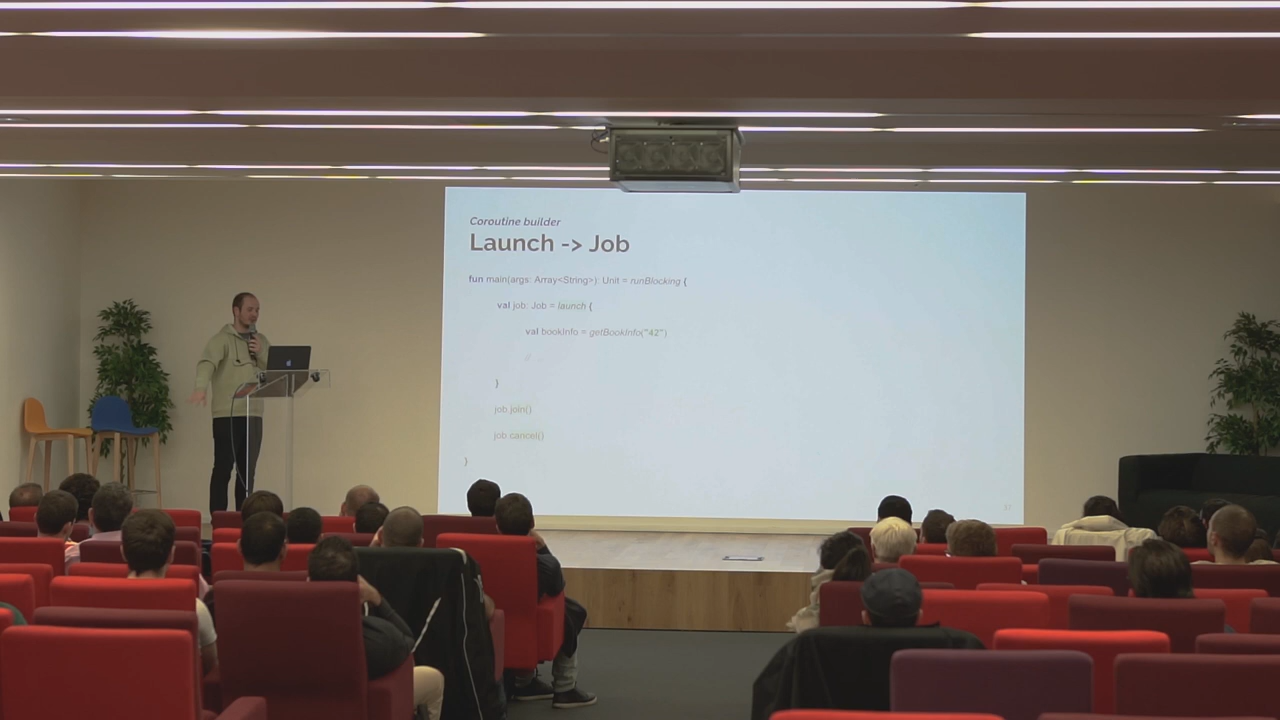 Coroutine builder
Launch -> Job
fun main(args: Array<String>): Unit = runBlocking {
val job: Job = launch {
val bookInfo = getBookInfo("42")
}
job.join()
job.cancel()
}